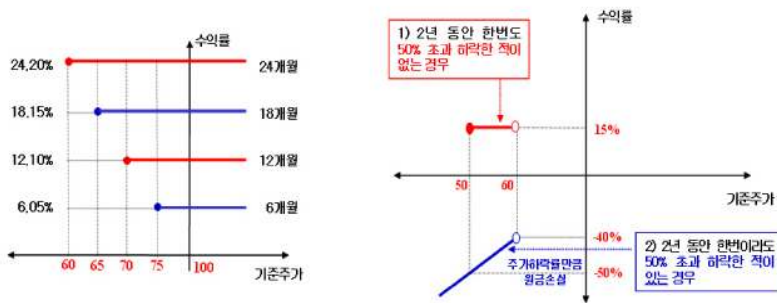 수익률
24,20%
24개월
18,15%
18개월
12,10%
12개월
6,05%
6개월
60 65 70 75 100
기준주가
수익률
1) 2년 동안 한번도
50% 초과 하락한 적이
없는 경우
15%
50 60
기준주가
-40%
2) 2년 동안 한번이라도
50% 초과 하락한 적이
있는 경우
주가하락률만큼
원금손실
-50%